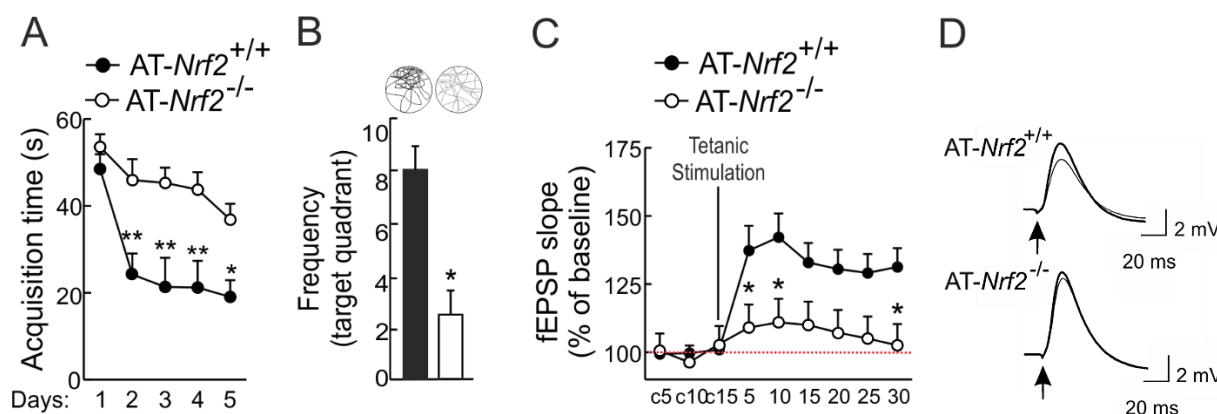 A
AT-Nrf2+/+
AT-Nrf2-/-
Acquisition time (s)
60
40
20
0
**
**
**
*
Days: 1 2 3 4 5
B
Frequency
(target quadrant)
10
8
6
4
2
0
*
C
AT-Nrf2+/+
AT-Nrf2-/-
Tetanic
Stimulation
fEPSP slope
(% of baseline)
175
150
125
100
*
*
*
c5 c10 c15 5 10 15 20 25 30
D
AT-Nrf2+/+
2 mV
20 ms
AT-Nrf2-/-
2 mV
20 ms